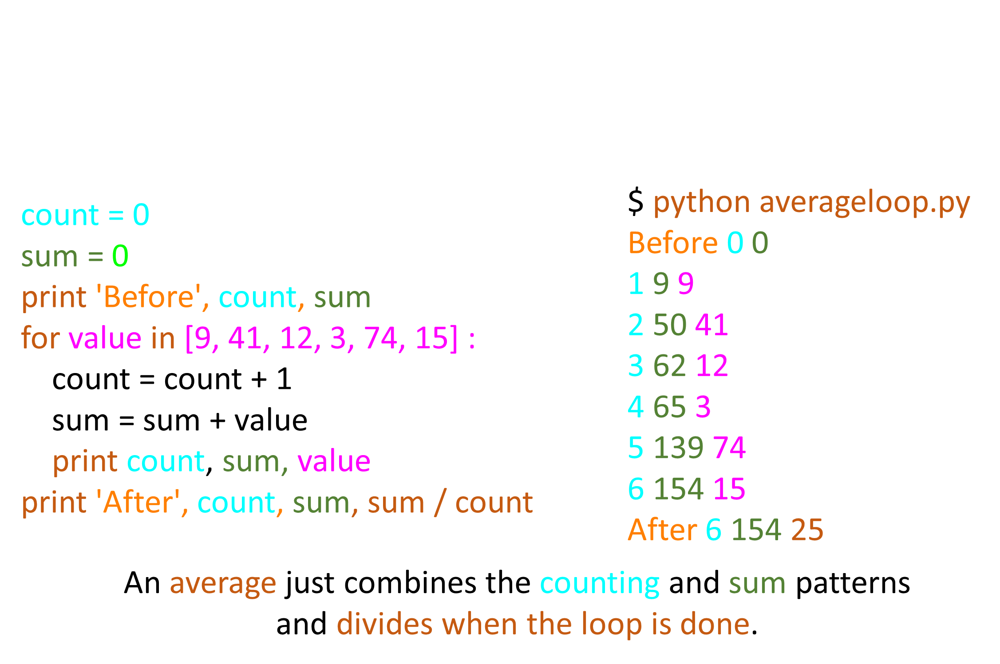 count = 0
sum = 0
print 'Before', count, sum
for value in [9, 41, 12, 3, 74, 15] :
count = count + 1
sum = sum + value
print count, sum, value
print 'After', count, sum, sum / count
$ python averageloop.py
Before 0 0
1 9 9
2 50 41
3 62 12
4 65 3
5 139 74
6 154 15
After 6 154 25
An average just combines the counting and sum patterns
and divides when the loop is done.